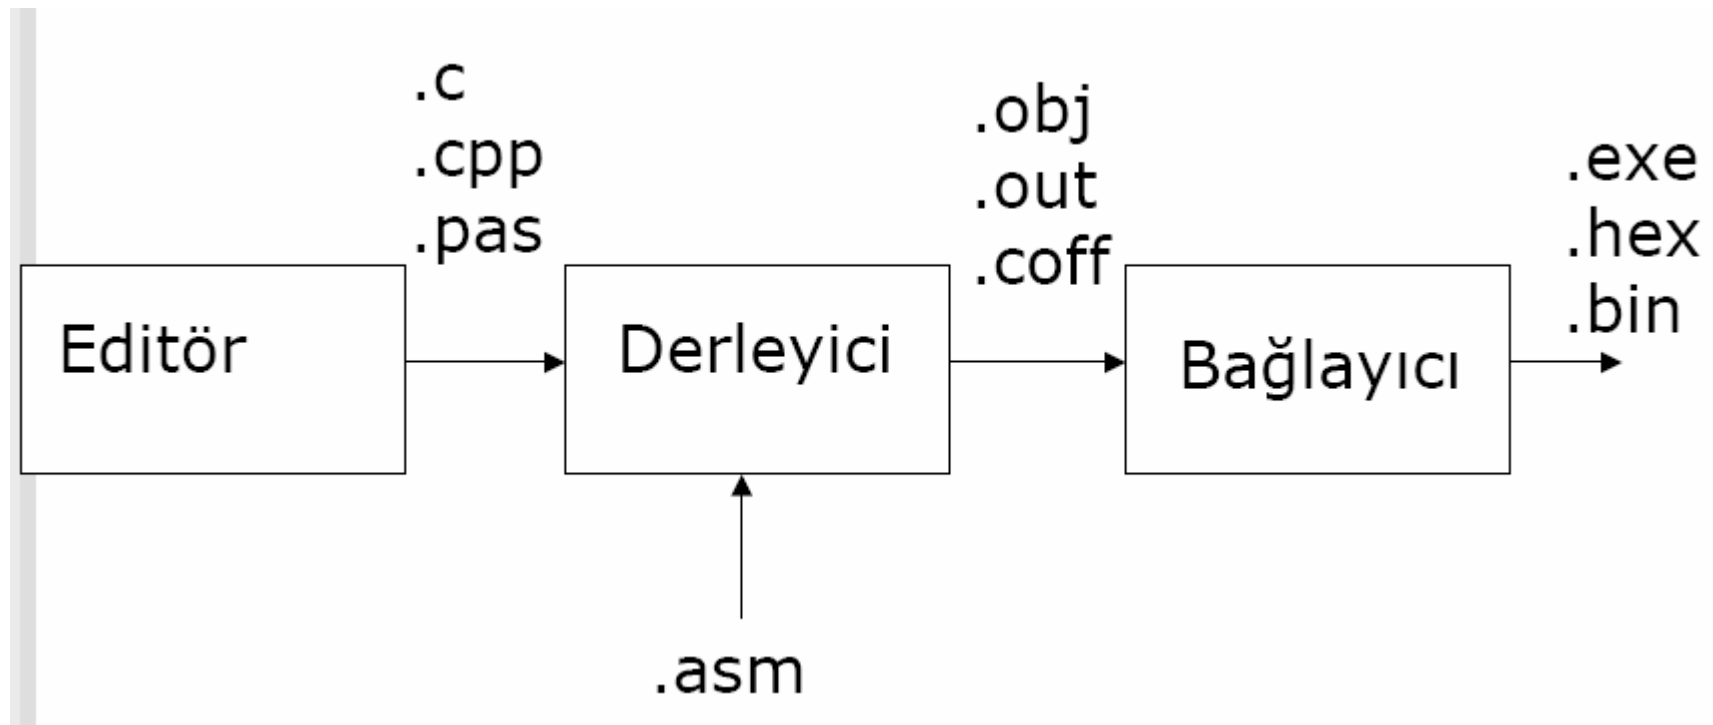 .c
.cpp
.pas
.obj
.out
.coff
.exe
.hex
.bin
Editör
Derleyici
Bağlayıcı
.asm